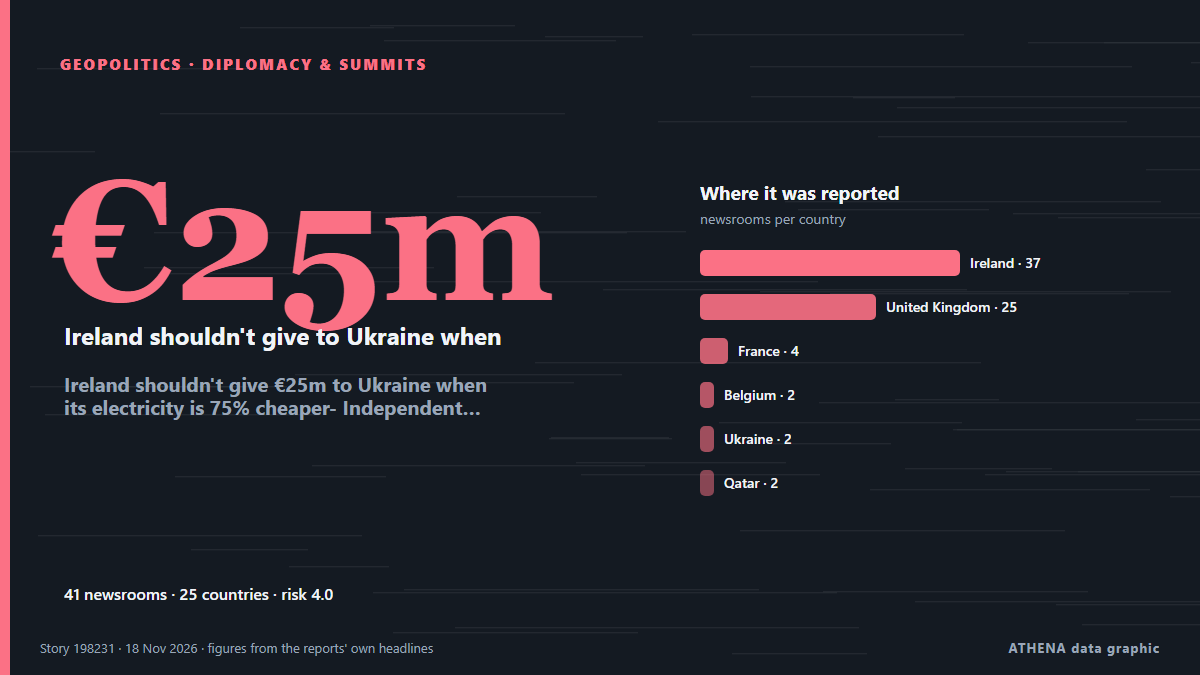 GEOPOLITICS · DIPLOMACY & SUMMITS
€25m
Ireland shouldn't give to Ukraine when
Ireland shouldn't give €25m to Ukraine when
its electricity is 75% cheaper- Independent...
Where it was reported
newsrooms per country
Ireland · 37
United Kingdom · 25
France · 4
Belgium · 2
Ukraine · 2
Qatar · 2
41 newsrooms · 25 countries · risk 4.0
Story 198231 · 18 Nov 2026 · figures from the reports' own headlines
ATHENA data graphic